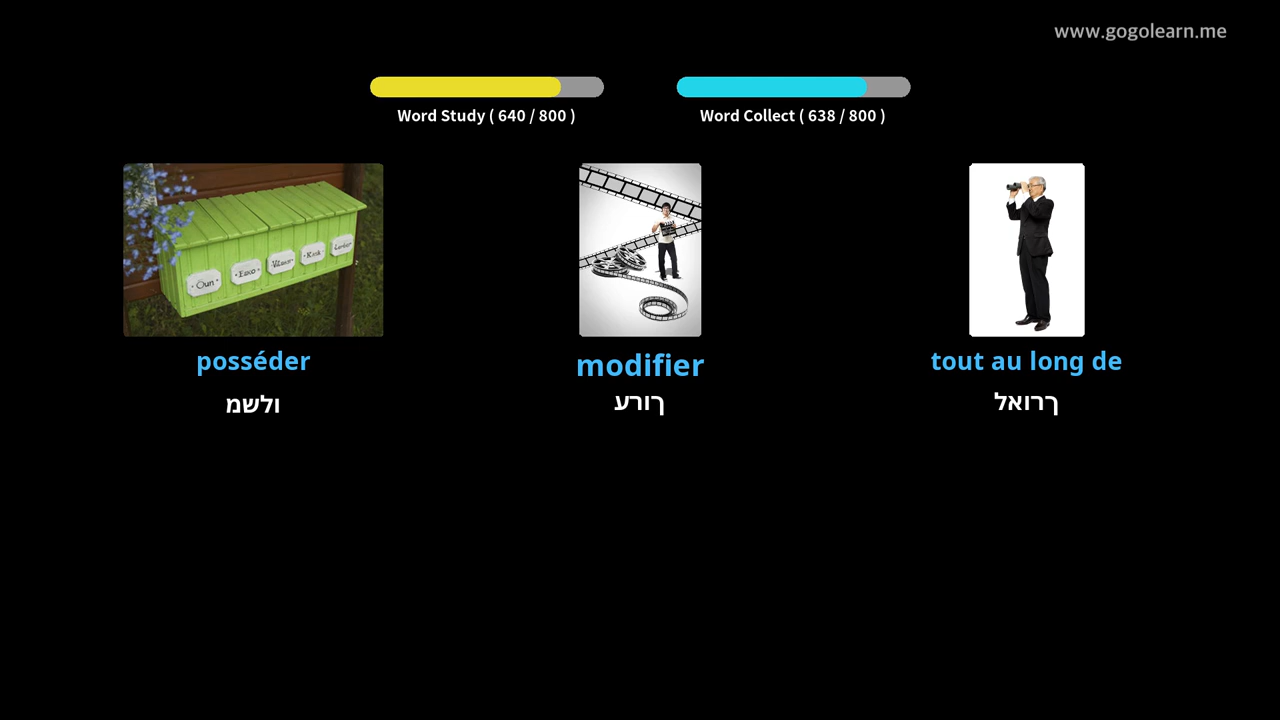 www.gogolearn.me
Word Study ( 640 / 800 )
Word Collect ( 638 / 800 )
Õun
posséder
modifier
tout au long de
ולשמ
ךורע
ךרואל